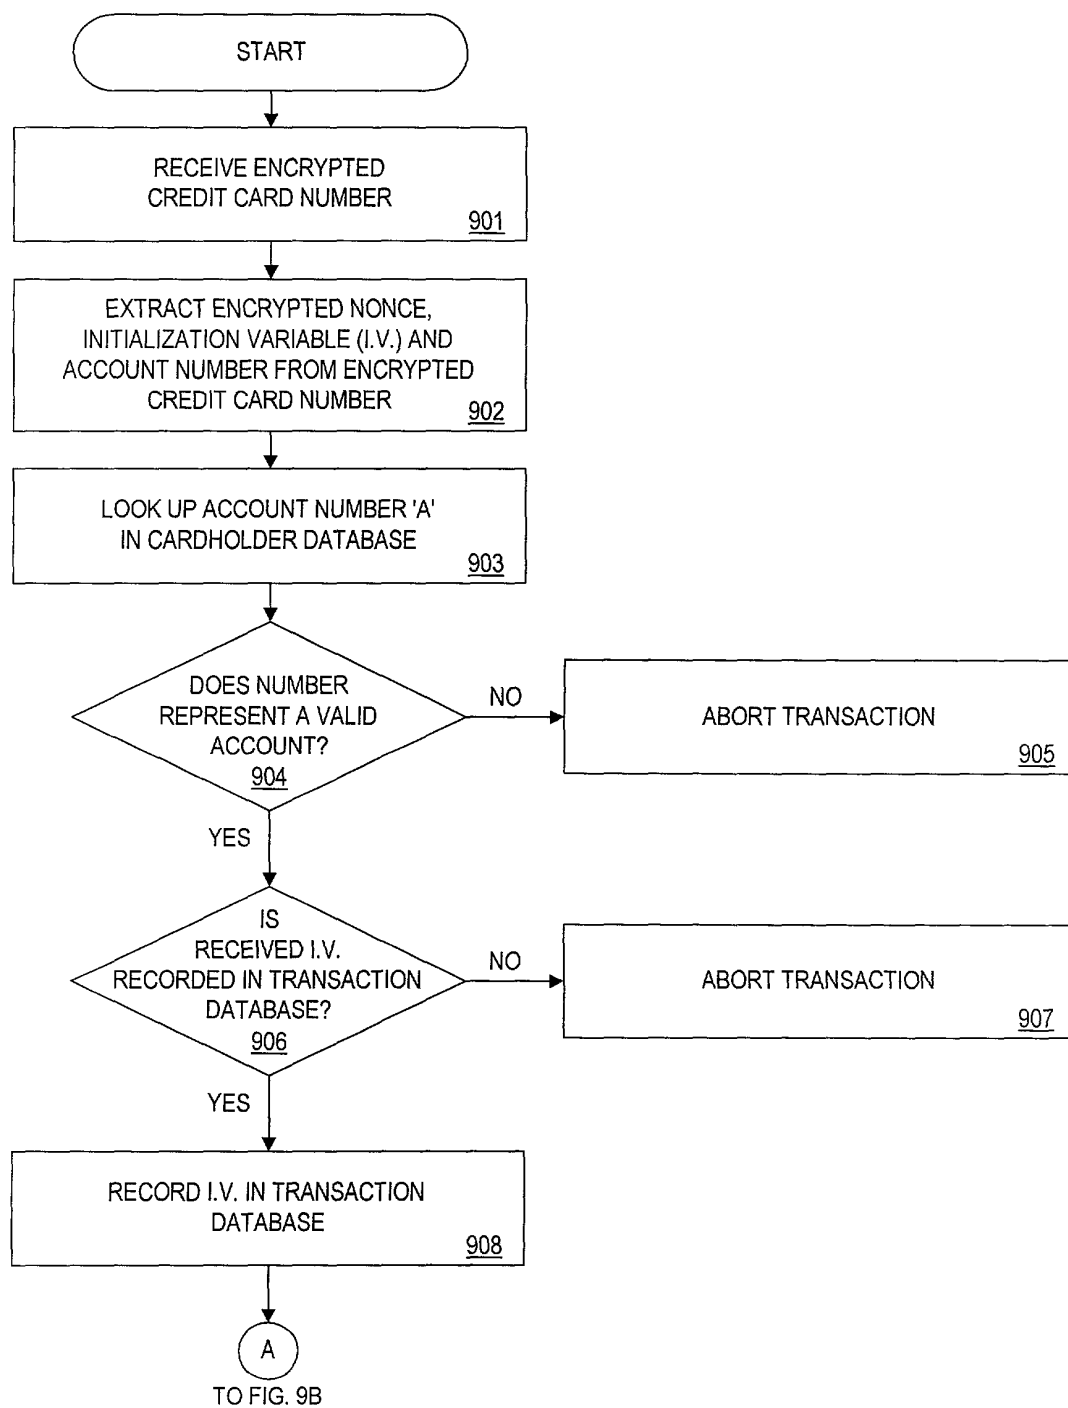 START
RECEIVE ENCRYPTED
CREDIT CARD NUMBER
901
EXTRACT ENCRYPTED NONCE,
INITIALIZATION VARIABLE (I.V.) AND
ACCOUNT NUMBER FROM ENCRYPTED
CREDIT CARD NUMBER
902
LOOK UP ACCOUNT NUMBER 'A'
IN CARDHOLDER DATABASE
903
DOES NUMBER
REPRESENT A VALID
ACCOUNT?
904
NO
ABORT TRANSACTION
905
YES
IS
RECEIVED I.V.
RECORDED IN TRANSACTION
DATABASE?
906
NO
ABORT TRANSACTION
907
YES
RECORD I.V. IN TRANSACTION
DATABASE
908
A
TO FIG. 9B